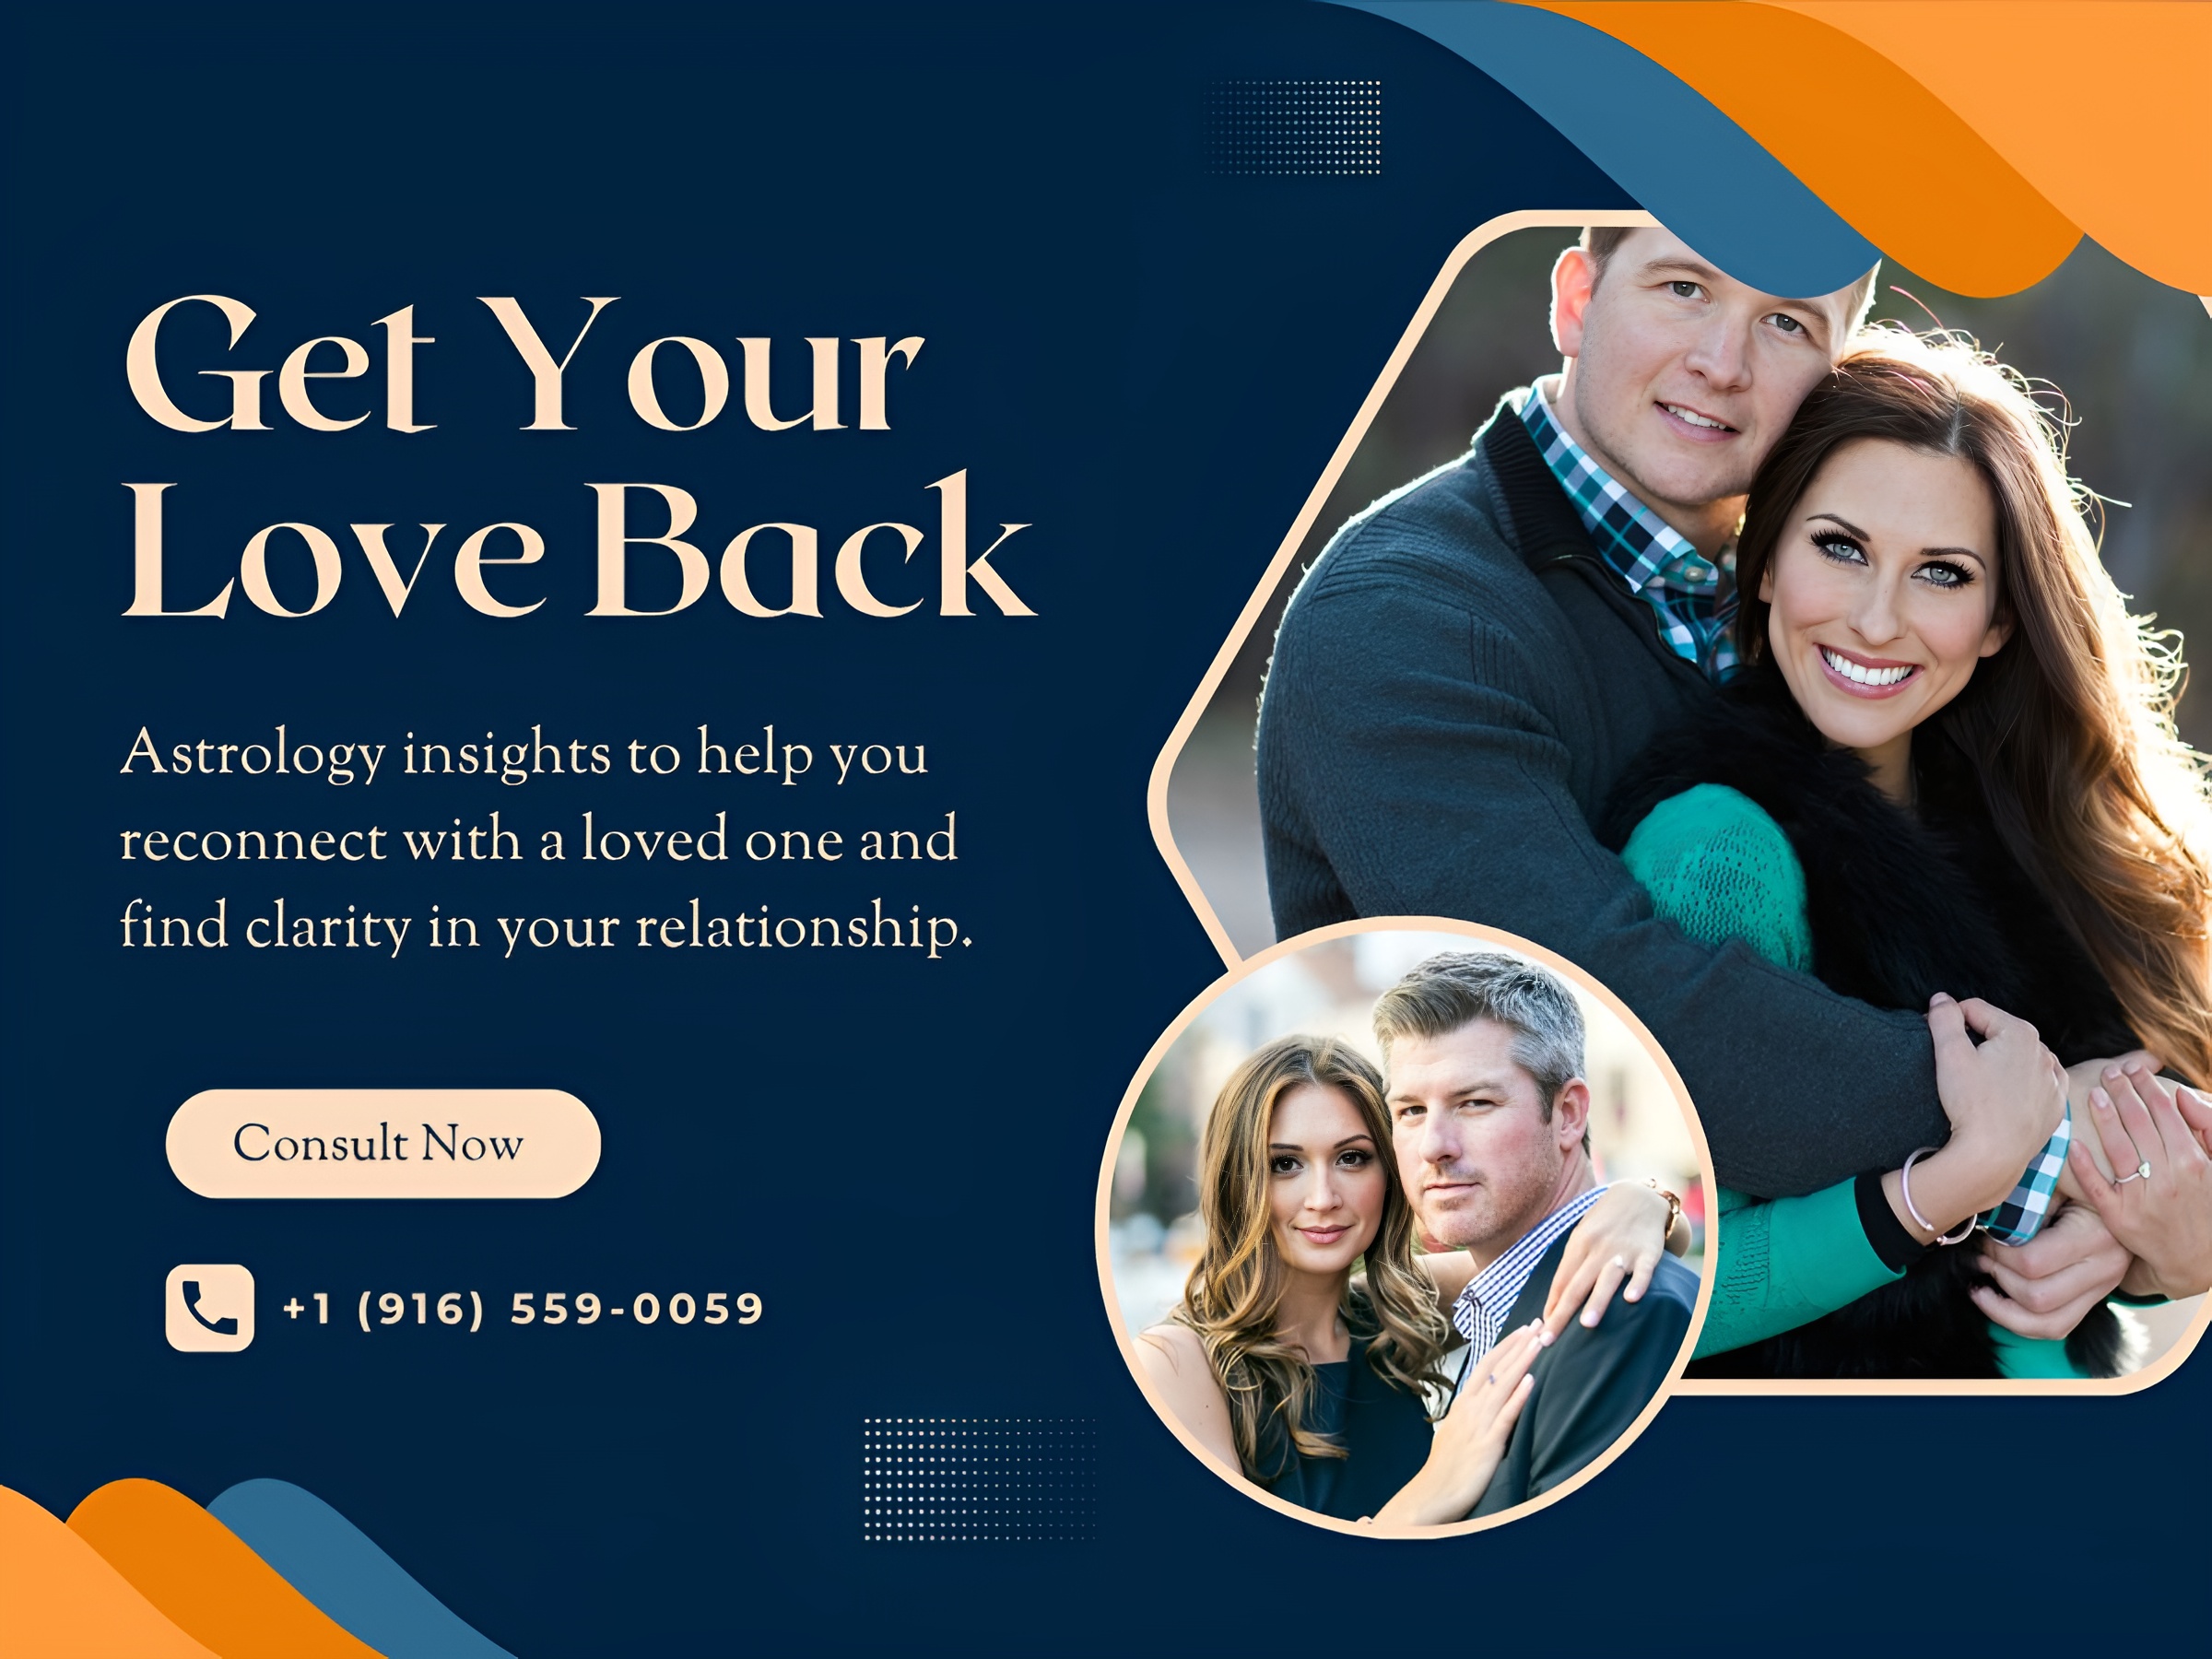 Get Your
Love Back
Astrology insights to help you
reconnect with a loved one and
find clarity in your relationship.
Consult Now
+1 (916) 559-0059